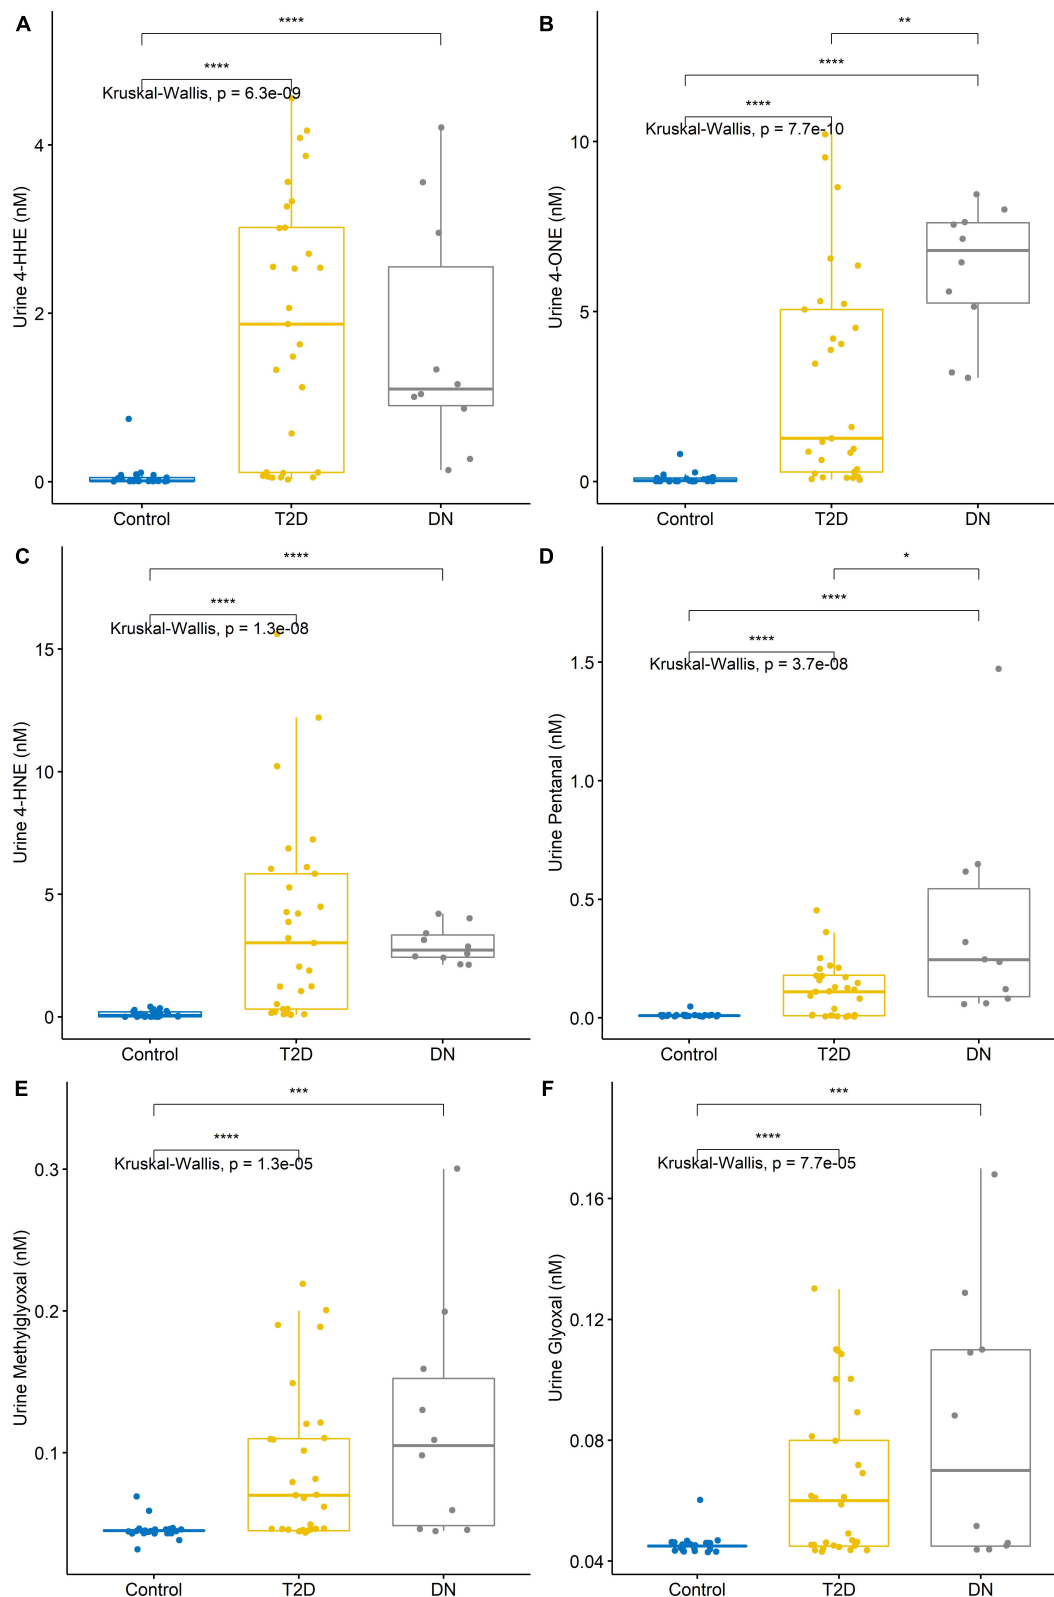 A
****
****
Kruskal-Wallis, p = 6.3e-09
Urine 4-HHE (nM)
4
2
0
Control
T2D
DN
B
**
****
****
Kruskal-Wallis, p = 7.7e-10
Urine 4-ONE (nM)
10
5
0
Control
T2D
DN
C
****
****
Kruskal-Wallis, p = 1.3e-08
Urine 4-HNE (nM)
15
10
5
0
Control
T2D
DN
D
*
****
****
Kruskal-Wallis, p = 3.7e-08
Urine Pentanal (nM)
1.5
1.0
0.5
0.0
Control
T2D
DN
E
***
****
Kruskal-Wallis, p = 1.3e-05
Urine Methylglyoxal (nM)
0.3
0.2
0.1
Control
T2D
DN
F
***
****
Kruskal-Wallis, p = 7.7e-05
Urine Glyoxal (nM)
0.16
0.12
0.08
0.04
Control
T2D
DN